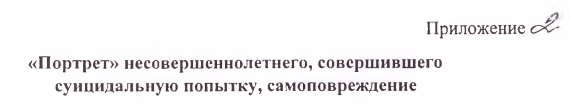 Приложение 2
«Портрет» несовершеннолетнего, совершившего
суицидальную попытку, самоповреждение